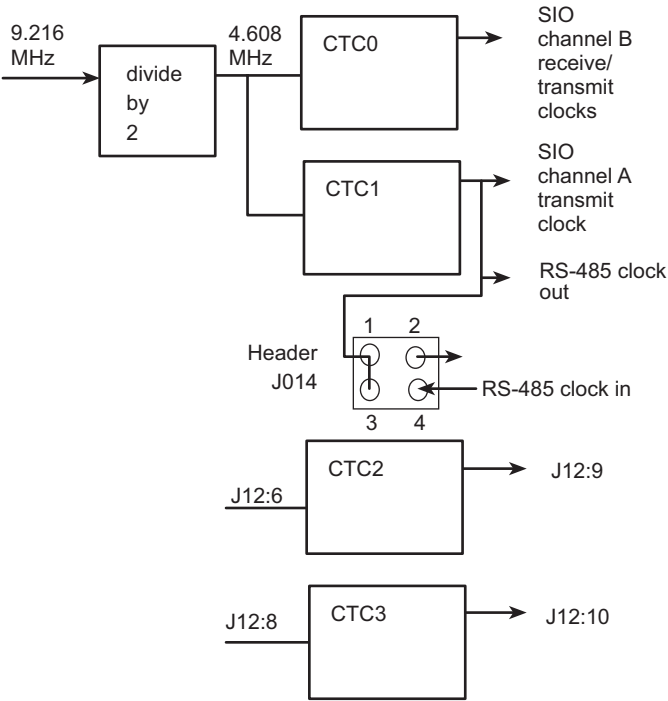 9.216
MHz
divide
by
2
4.608
MHz
CTC0
SIO
channel B
receive/
transmit
clocks
CTC1
SIO
channel A
transmit
clock
RS-485 clock
out
Header
J014
1 2
3 4
RS-485 clock in
CTC2
J12:6
J12:9
CTC3
J12:8
J12:10